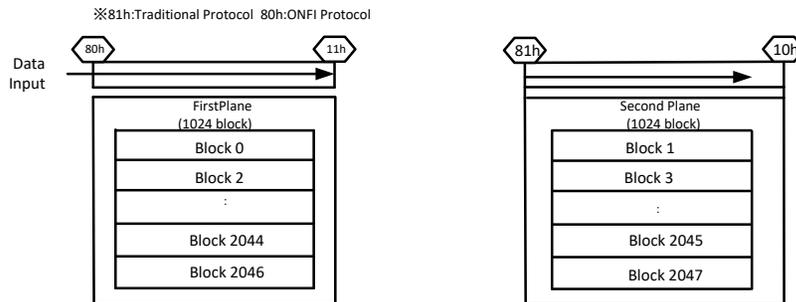 ※81h:Traditional Protocol 80h:ONFI Protocol
80h
11h
81h
10h
Data
Input
FirstPlane
(1024 block)
Block 0
Block 2
:
Block 2044
Block 2046
Second Plane
(1024 block)
Block 1
Block 3
:
Block 2045
Block 2047